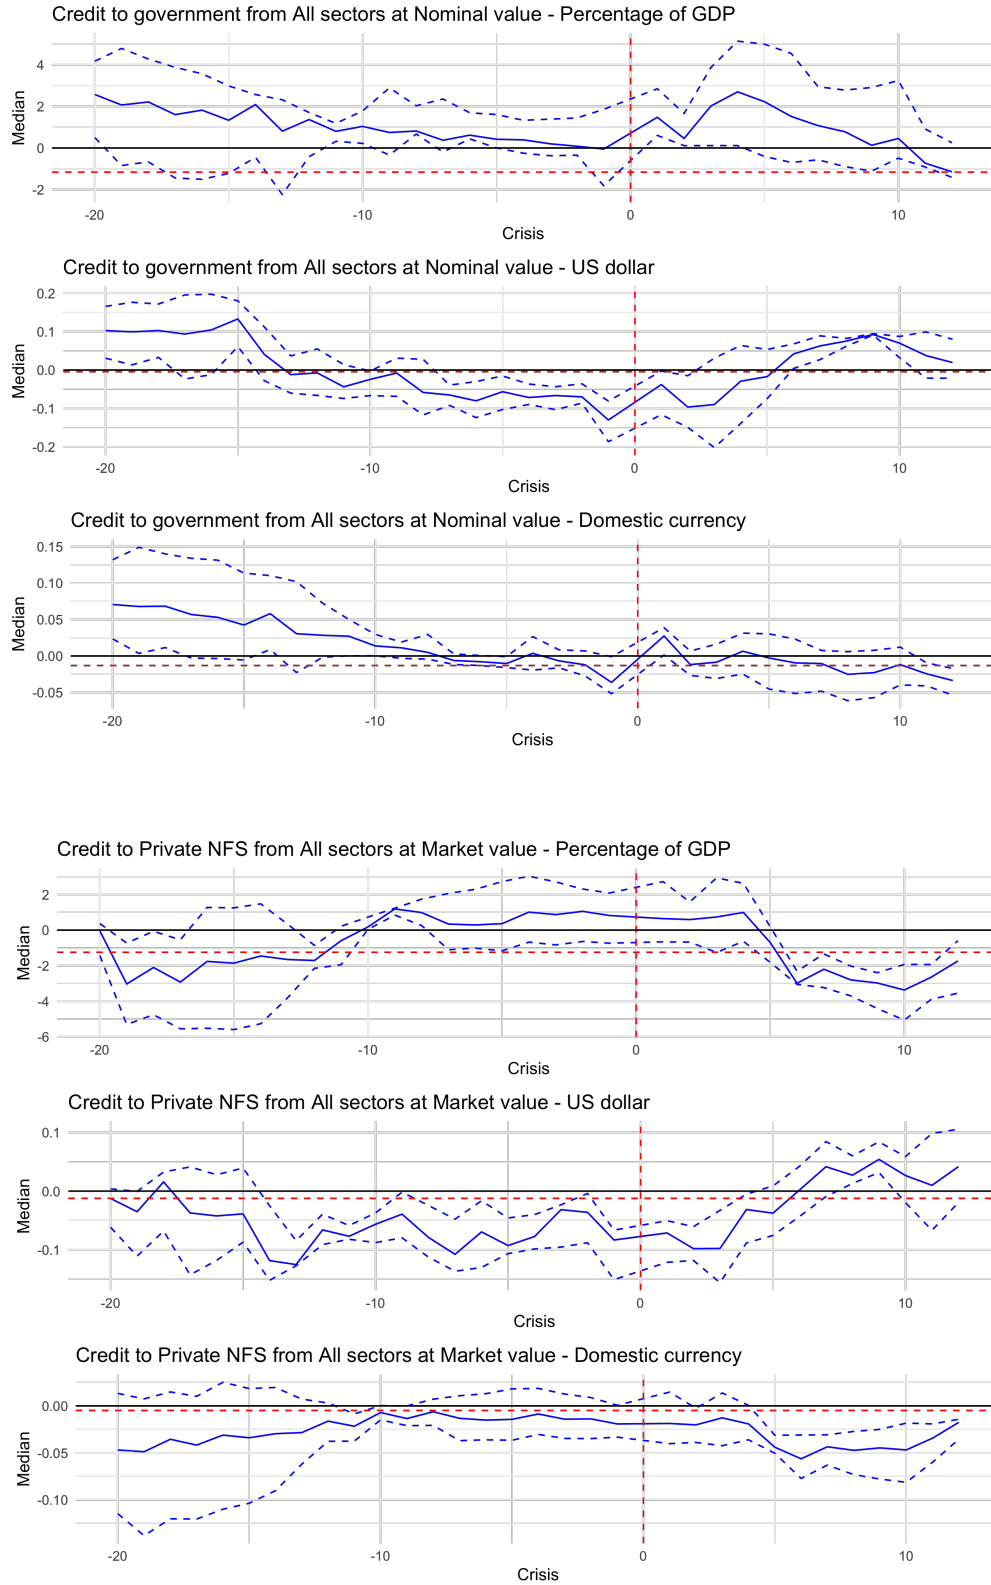 Credit to government from All sectors at Nominal value - Percentage of GDP
4
2
0
-2
Median
-20 -10 0 10
Crisis
Credit to government from All sectors at Nominal value - US dollar
0.2
0.1
0.0
-0.1
-0.2
Median
-20 -10 0 10
Crisis
Credit to government from All sectors at Nominal value - Domestic currency
0.15
0.10
0.05
0.00
-0.05
Median
-20 -10 0 10
Crisis
Credit to Private NFS from All sectors at Market value - Percentage of GDP
2
0
-2
-4
-6
Median
-20 -10 0 10
Crisis
Credit to Private NFS from All sectors at Market value - US dollar
0.1
0.0
-0.1
Median
-20 -10 0 10
Crisis
Credit to Private NFS from All sectors at Market value - Domestic currency
0.00
-0.05
-0.10
Median
-20 -10 0 10
Crisis